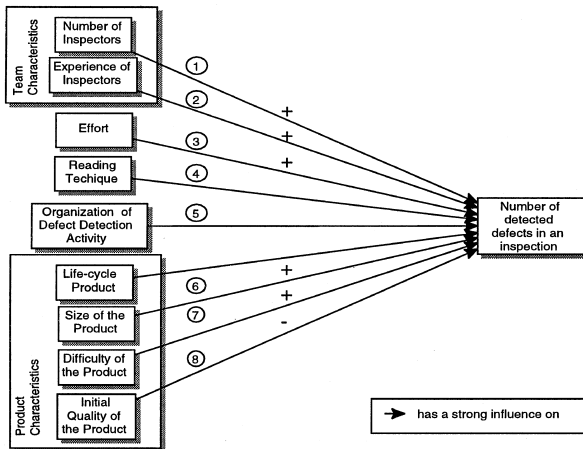 Team
Characteristics
Number of
Inspectors
Experience of
Inspectors
Effort
Reading
Techique
Organization of
Defect Detection
Activity
Product
Characteristics
Life-cycle
Product
Size of the
Product
Difficulty of
the Product
Initial
Quality of
the Product
1
2
3
4
5
6
7
8
+
+
+
+
+
-
Number of
detected
defects in an
inspection
has a strong influence on